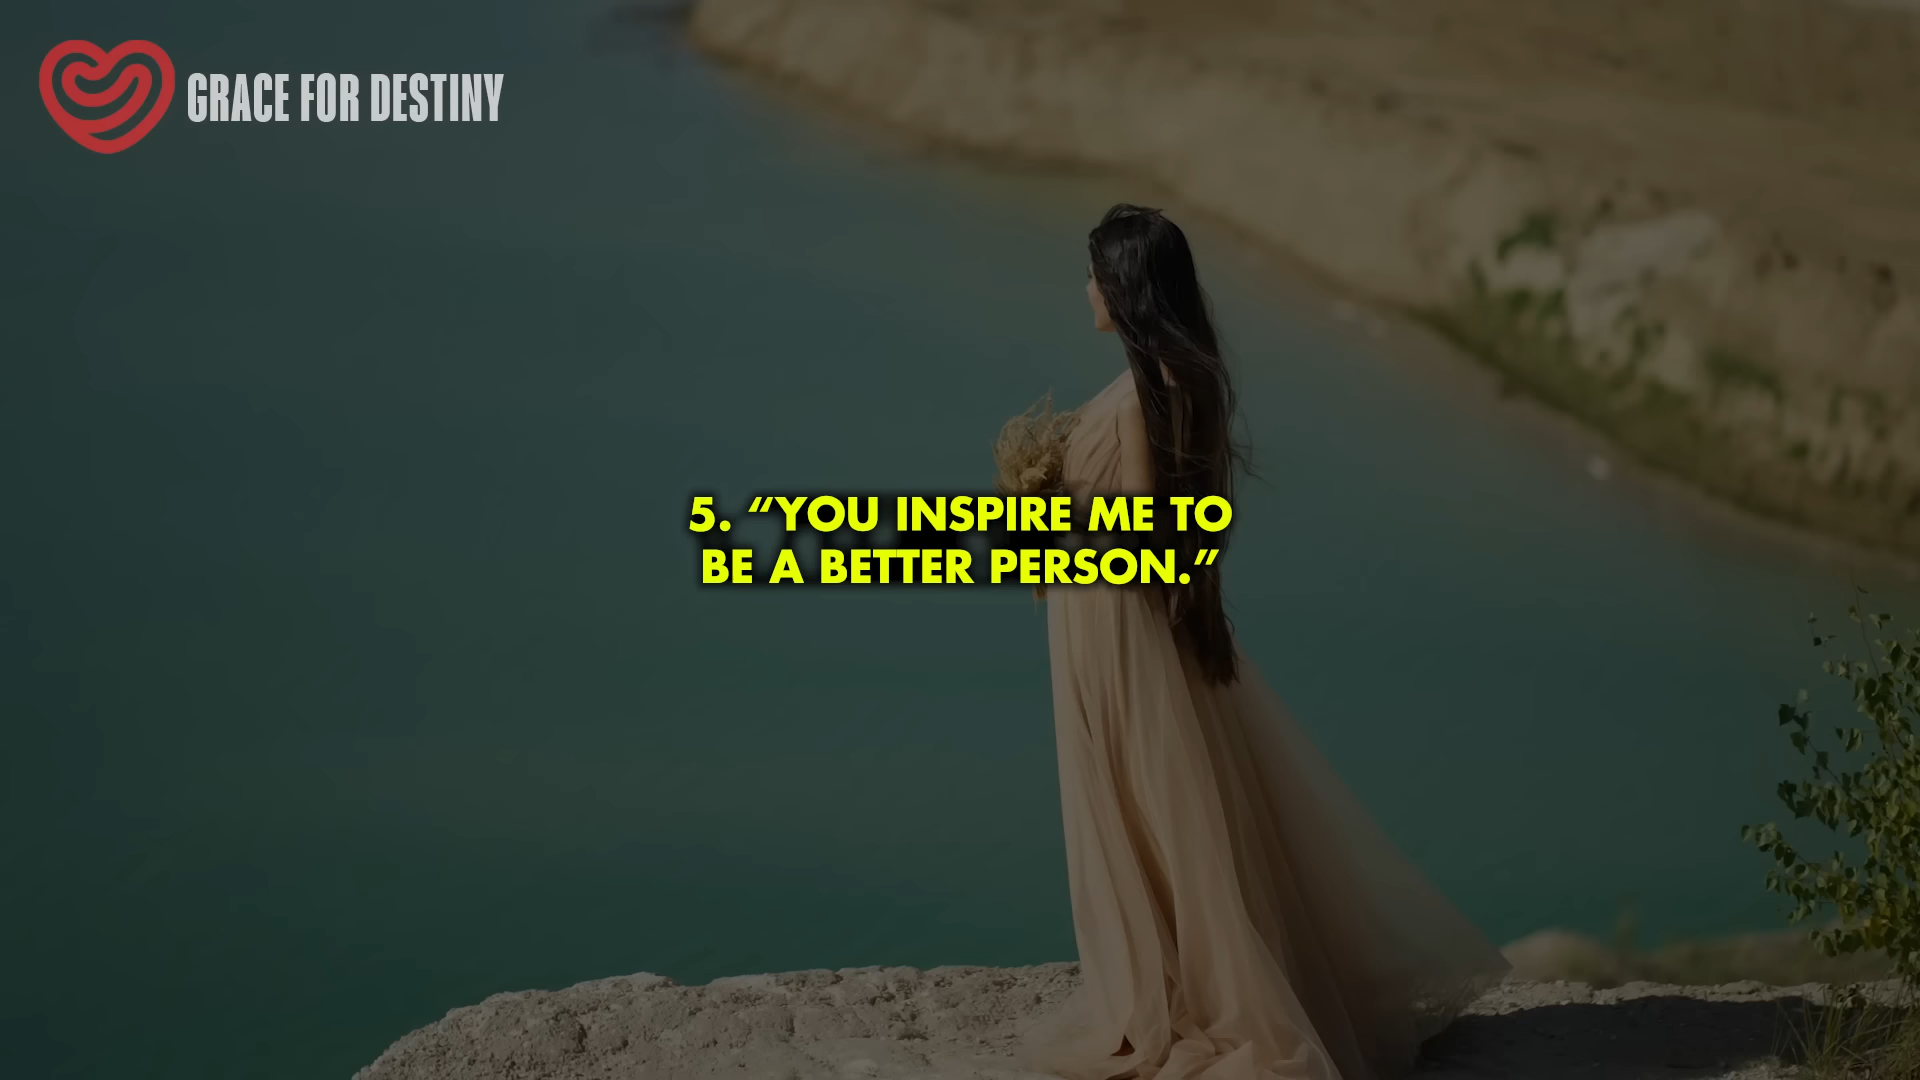 GRACE FOR DESTINY
5. “YOU INSPIRE ME TO
BE A BETTER PERSON.”